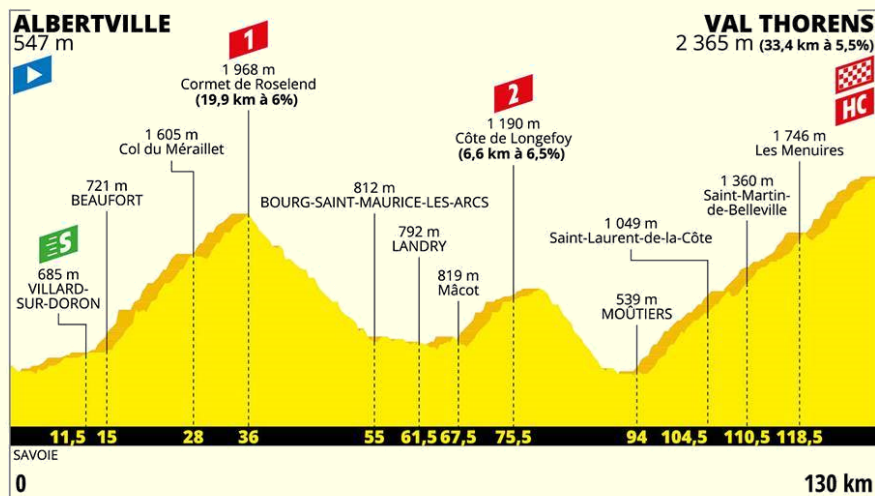 ALBERTVILLE
547 m
VAL THORENS
2 365 m (33,4 km à 5,5%)
1
1 968 m
Cormet de Roselend
(19,9 km à 6%)
2
1 190 m
Côte de Longefoy
(6,6 km à 6,5%)
HC
1 605 m
Col du Méraillet
1 746 m
Les Menuires
721 m
BEAUFORT
812 m
BOURG-SAINT-MAURICE-LES-ARCS
1 360 m
Saint-Martin-
de-Belleville
S
685 m
VILLARD-
SUR-DORON
792 m
LANDRY
1 049 m
Saint-Laurent-de-la-Côte
819 m
Mâcot
539 m
MOÛTIERS
11,5 15 28 36 55 61,5 67,5 75,5 94 104,5 110,5 118,5
SAVOIE
0 130 km